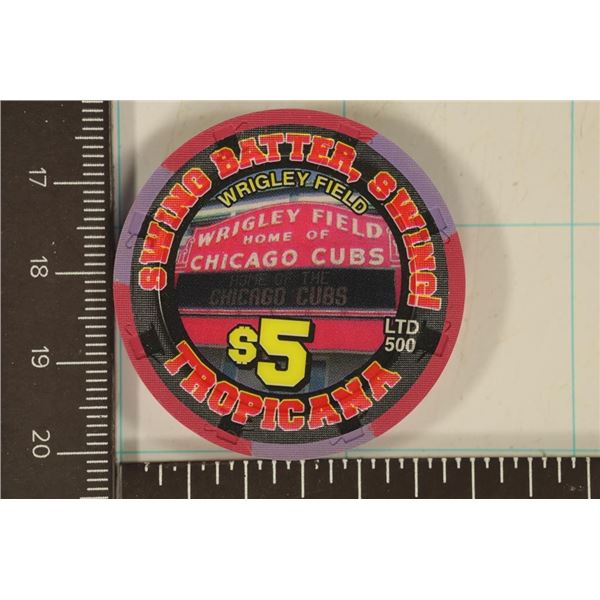 SWING BATTER, SWING!
WRIGLEY FIELD
WRIGLEY FIELD
HOME OF
CHICAGO CUBS
HOME OF THE
CHICAGO CUBS
$5
LTD
500
TROPICANA
17
18
19
20